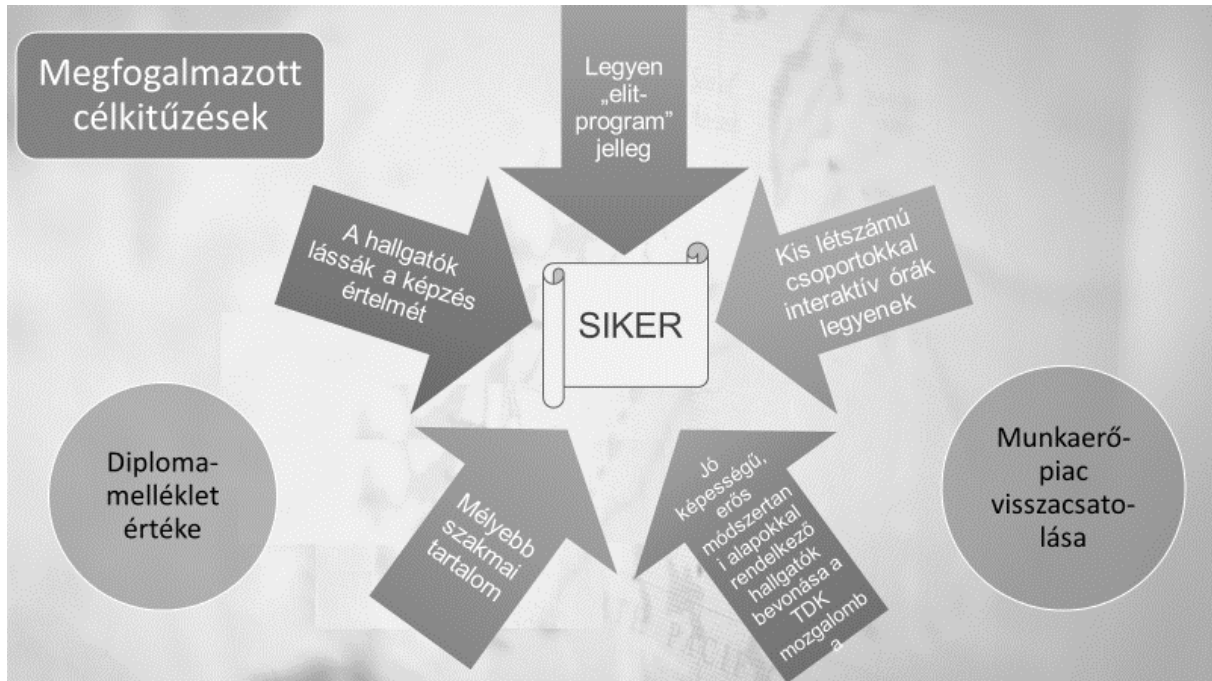 Megfogalmazott
célkitűzések
Legyen
„elit-
program”
jelleg
A hallgatók
lássák a képzés
értelmét
Kis létszámú
csoportokkal
interaktív órák
legyenek
SIKER
Diploma-
melléklet
értéke
Mélyebb
szakmai
tartalom
Jó
képességű,
erős
módszertan
i alapokkal
rendelkező
hallgatók
bevonása a
TDK
mozgalomb
a
Munkaerő-
piac
visszacsato-
lása